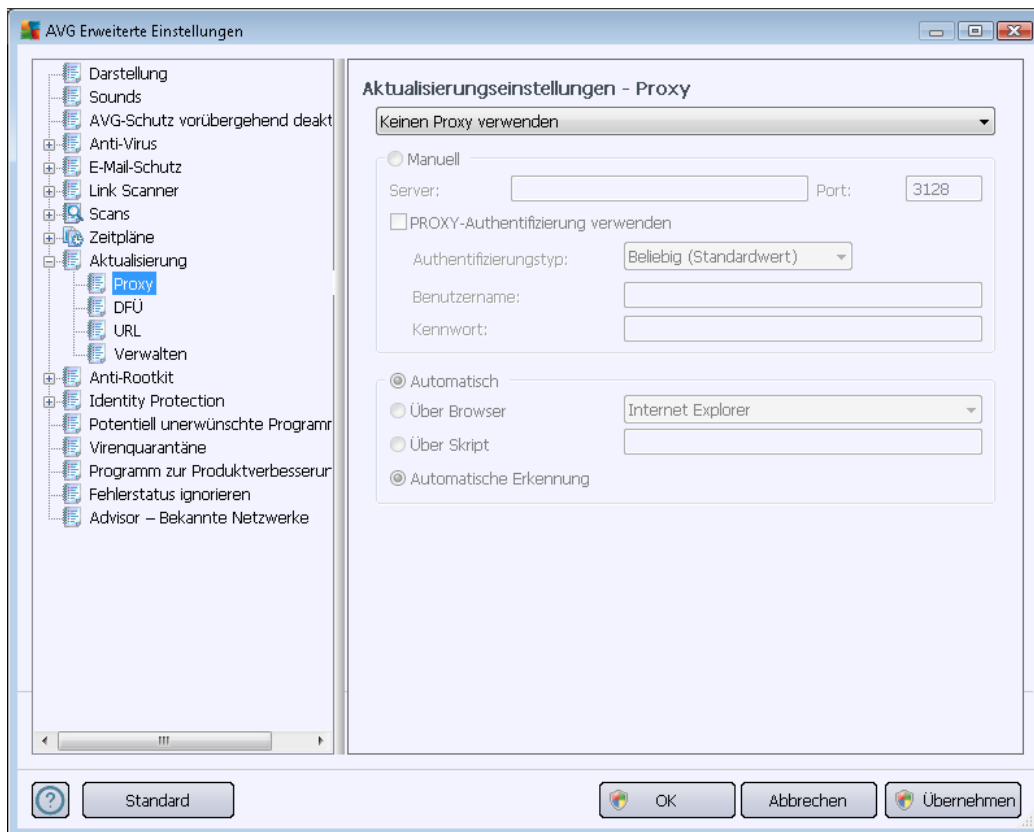 AVG Erweiterte Einstellungen
Darstellung
Sounds
AVG-Schutz vorübergehend deakt
Anti-Virus
E-Mail-Schutz
Link Scanner
Scans
Zeitpläne
Aktualisierung
Proxy
DFÜ
URL
Verwalten
Anti-Rootkit
Identity Protection
Potentiell unerwünschte Programr
Virenquarantäne
Programm zur Produktverbesserur
Fehlerstatus ignorieren
Advisor – Bekannte Netzwerke
Aktualisierungseinstellungen - Proxy
Keinen Proxy verwenden
Manuell
Server: Port: 3128
PROXY-Authentifizierung verwenden
Authentifizierungstyp: Beliebig (Standardwert)
Benutzername:
Kennwort:
Automatisch
Über Browser Internet Explorer
Über Skript
Automatische Erkennung
Standard OK Abbrechen Übernehmen